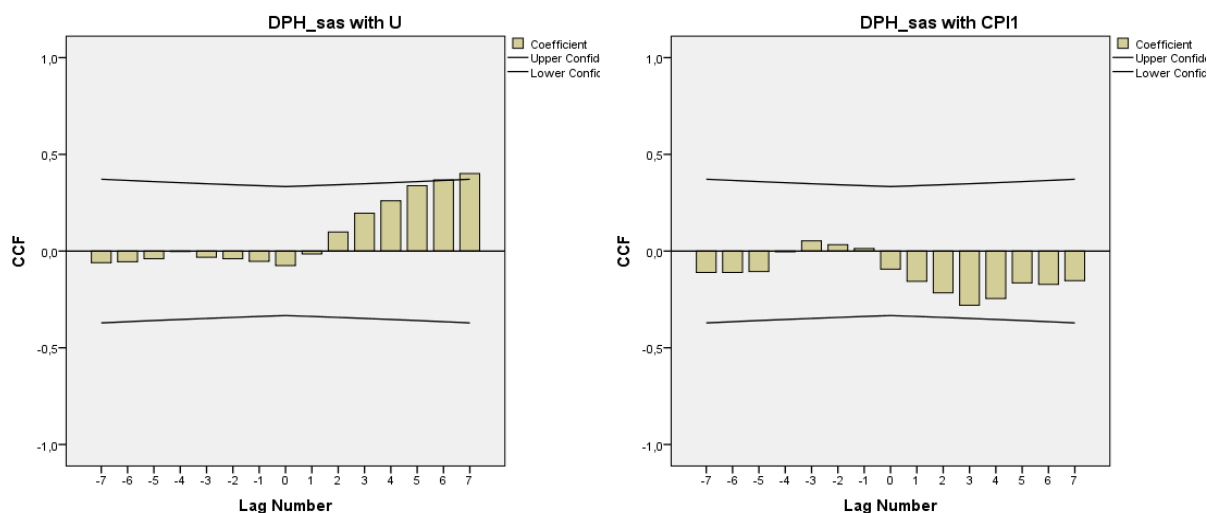 DPH_sas with U
1,0
0,5
0,0
-0,5
-1,0
CCF
-7 -6 -5 -4 -3 -2 -1 0 1 2 3 4 5 6 7
Lag Number
Coefficient
Upper Confid
Lower Confid
DPH_sas with CPI1
1,0
0,5
0,0
-0,5
-1,0
CCF
-7 -6 -5 -4 -3 -2 -1 0 1 2 3 4 5 6 7
Lag Number
Coefficient
Upper Confid
Lower Confid